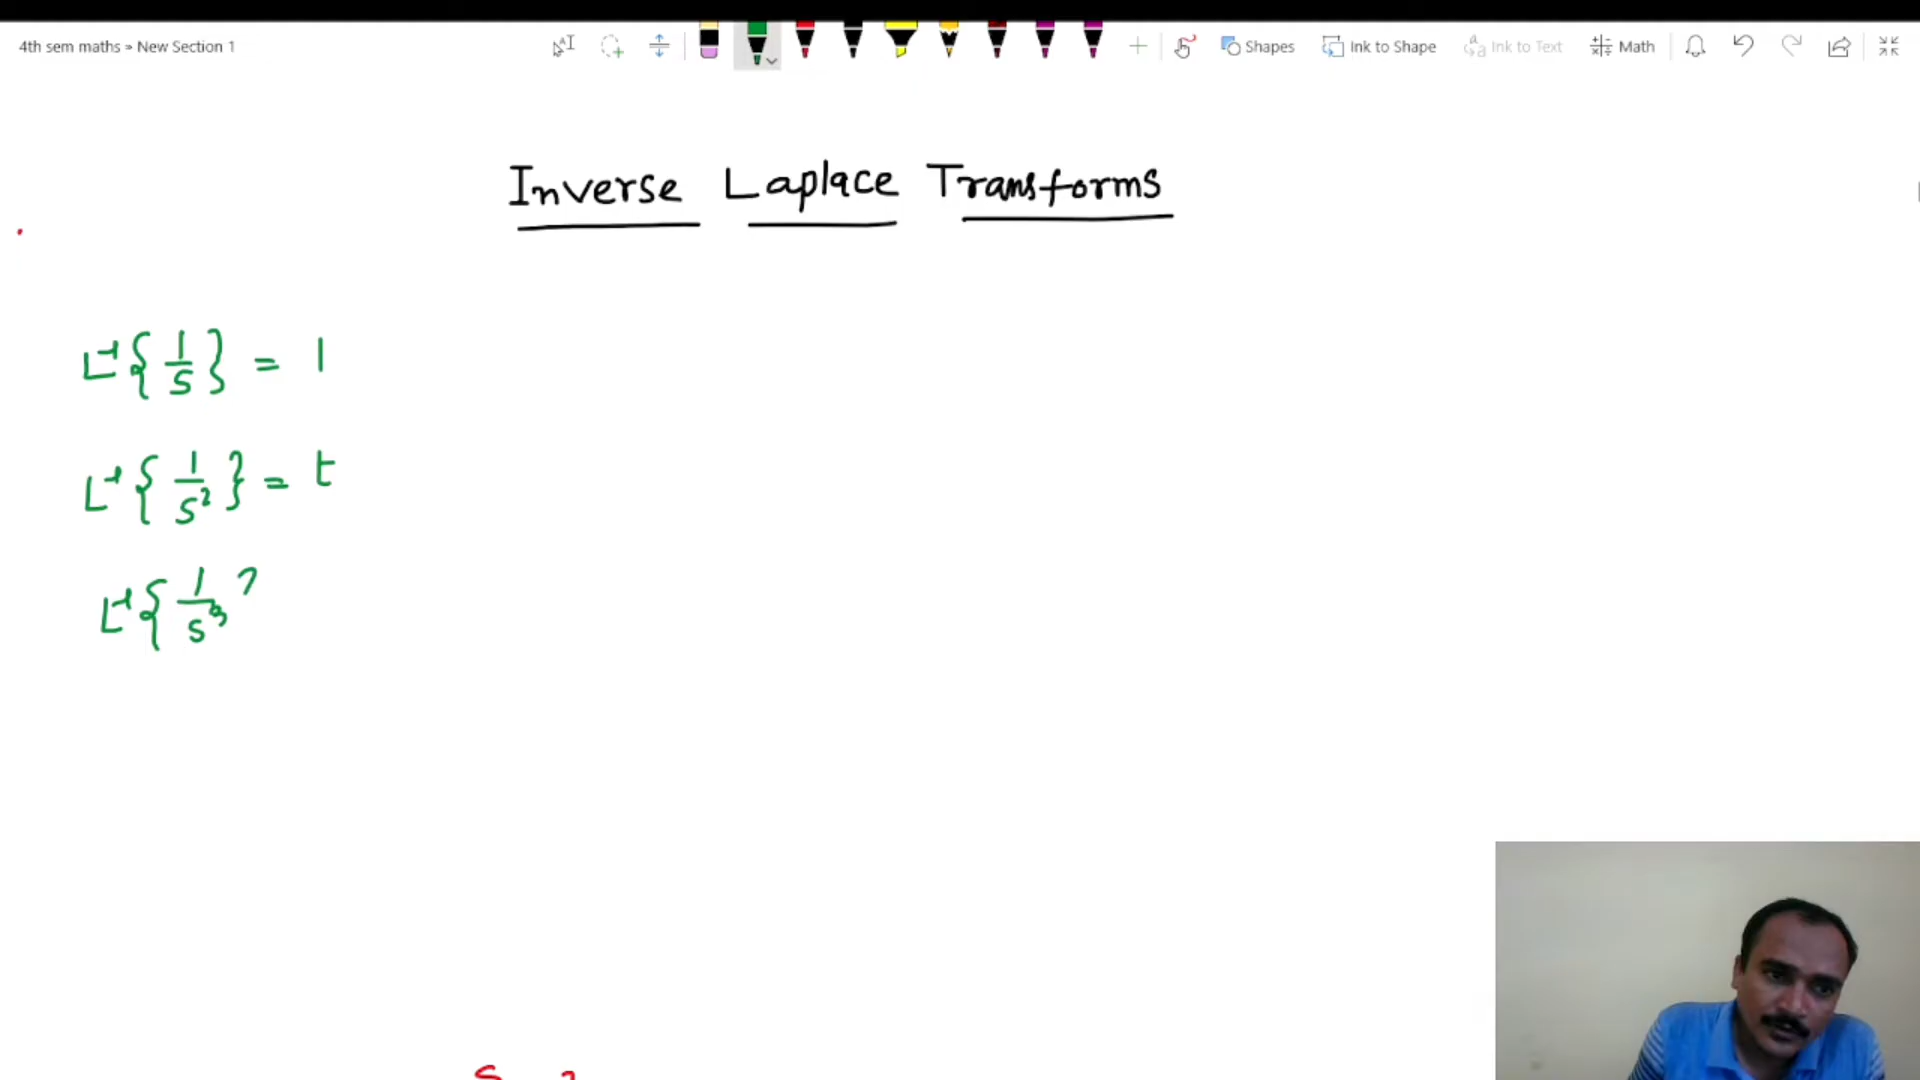 4th sem maths » New Section 1
Shapes Ink to Shape Ink to Text Math
Inverse Laplace Transforms
L⁻¹{ 1/s } = 1
L⁻¹{ 1/s² } = t
L⁻¹{ 1/s³